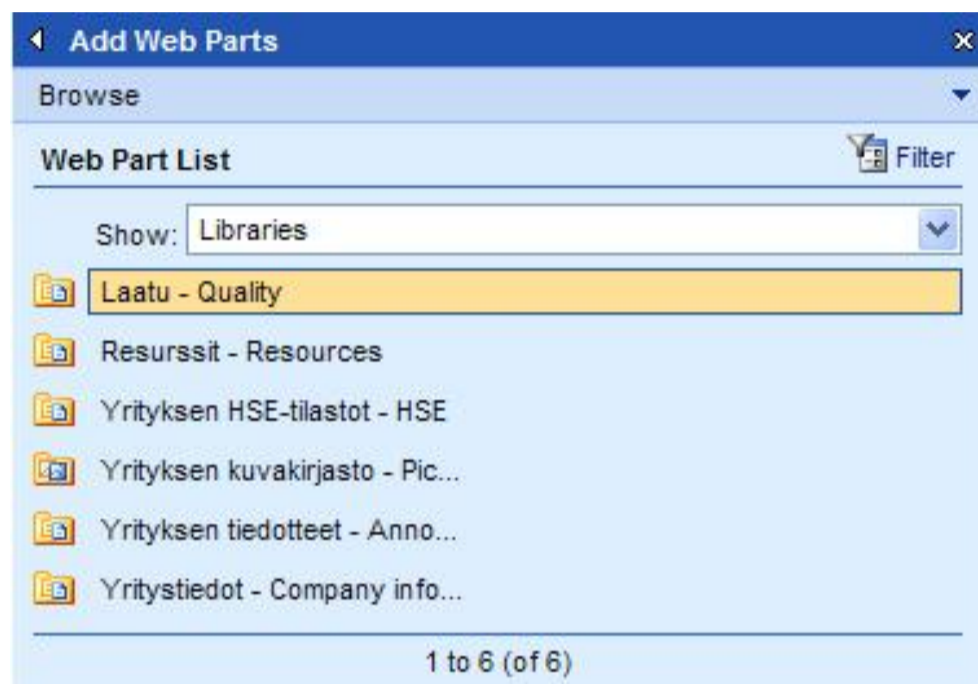 Add Web Parts
Browse
Web Part List Filter
Show: Libraries
Laatu - Quality
Resurssit - Resources
Yrityksen HSE-tilastot - HSE
Yrityksen kuvakirjasto - Pic...
Yrityksen tiedotteet - Anno...
Yritystiedot - Company info...
1 to 6 (of 6)